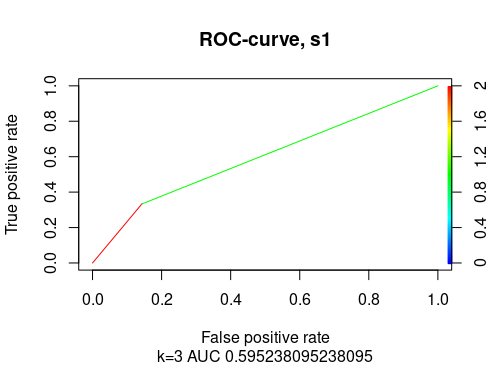 ROC-curve, s1
True positive rate
1.0
0.8
0.6
0.4
0.2
0.0
2
1.6
1.2
0.8
0.4
0
0.0 0.2 0.4 0.6 0.8 1.0
False positive rate
k=3 AUC 0.595238095238095